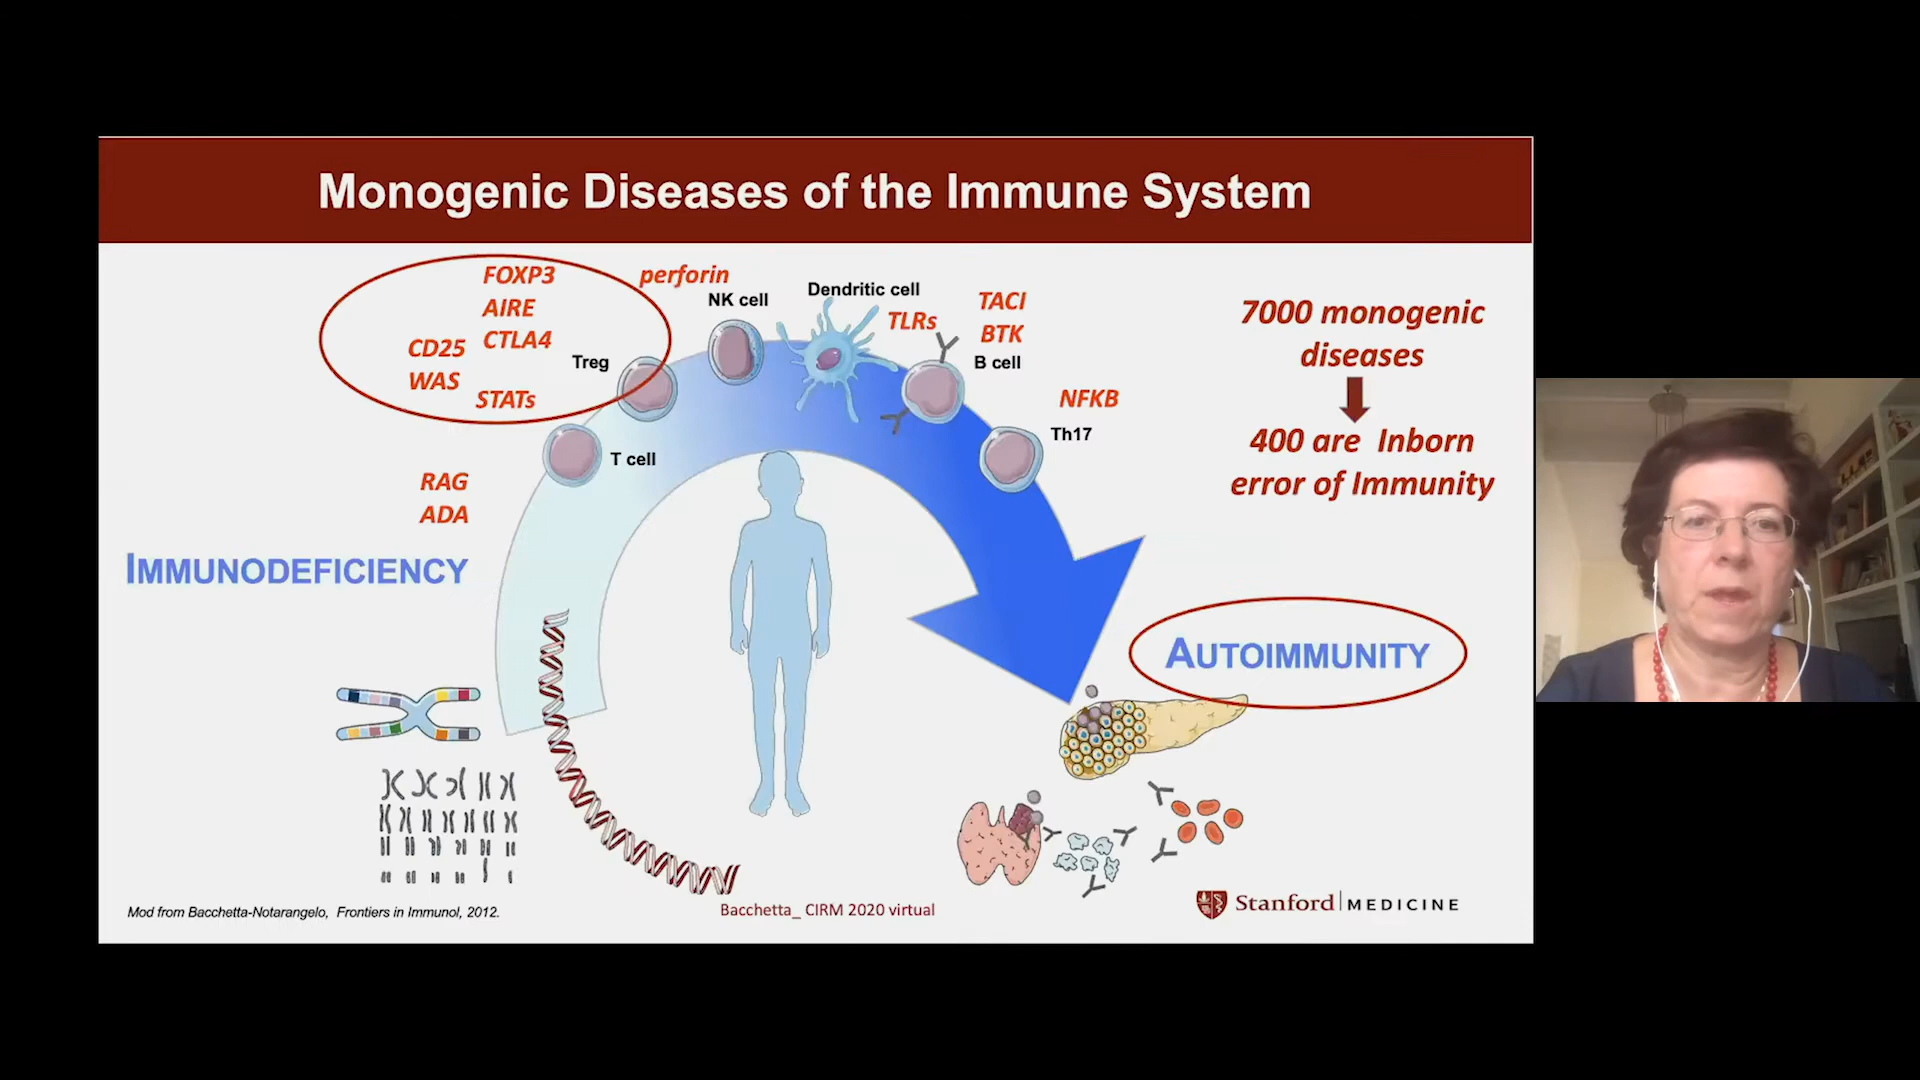 Monogenic Diseases of the Immune System
FOXP3
AIRE
CTLA4
CD25
WAS
STATs
Treg
perforin
NK cell
Dendritic cell
TLRs
TACI
BTK
B cell
NFKB
Th17
T cell
RAG
ADA
7000 monogenic
diseases
400 are Inborn
error of Immunity
IMMUNODEFICIENCY
AUTOIMMUNITY
Mod from Bacchetta-Notarangelo, Frontiers in Immunol, 2012.
Bacchetta_ CIRM 2020 virtual
Stanford MEDICINE